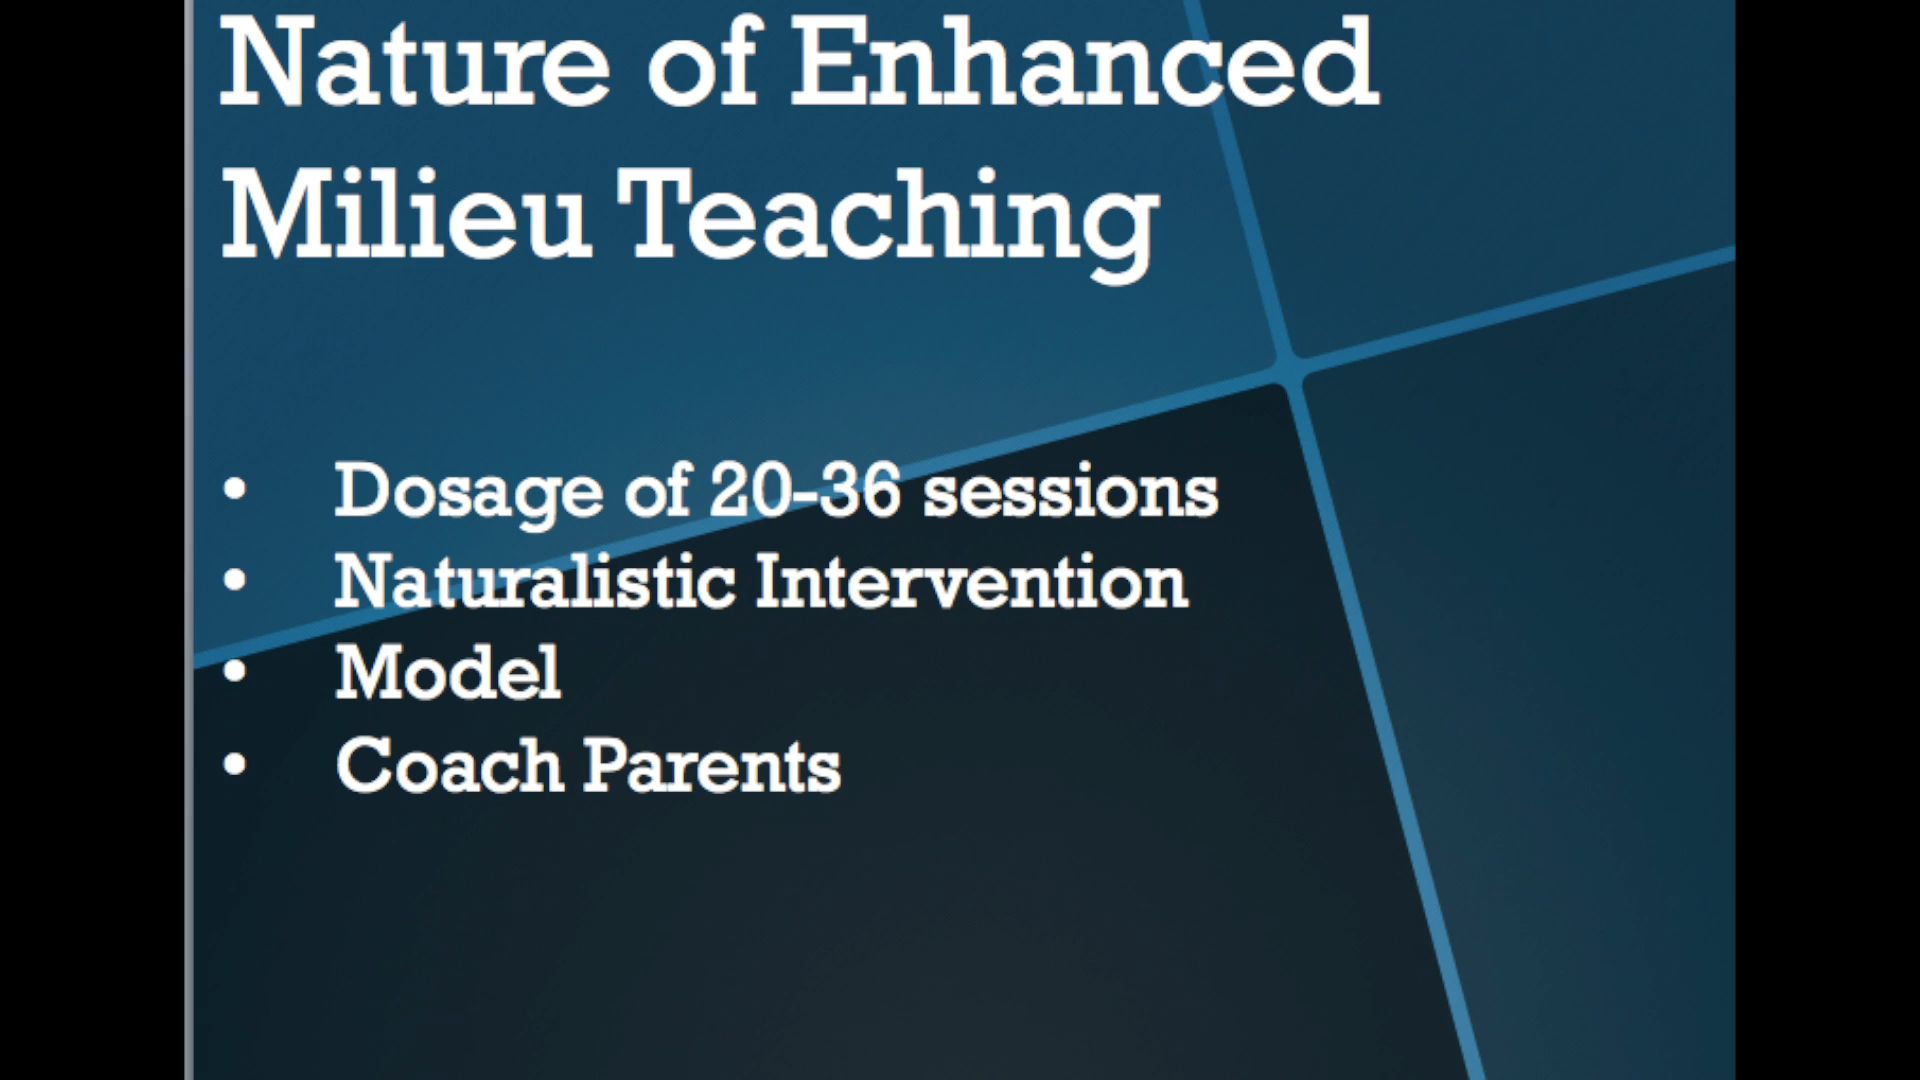 Nature of Enhanced
Milieu Teaching
• Dosage of 20-36 sessions
• Naturalistic Intervention
• Model
• Coach Parents